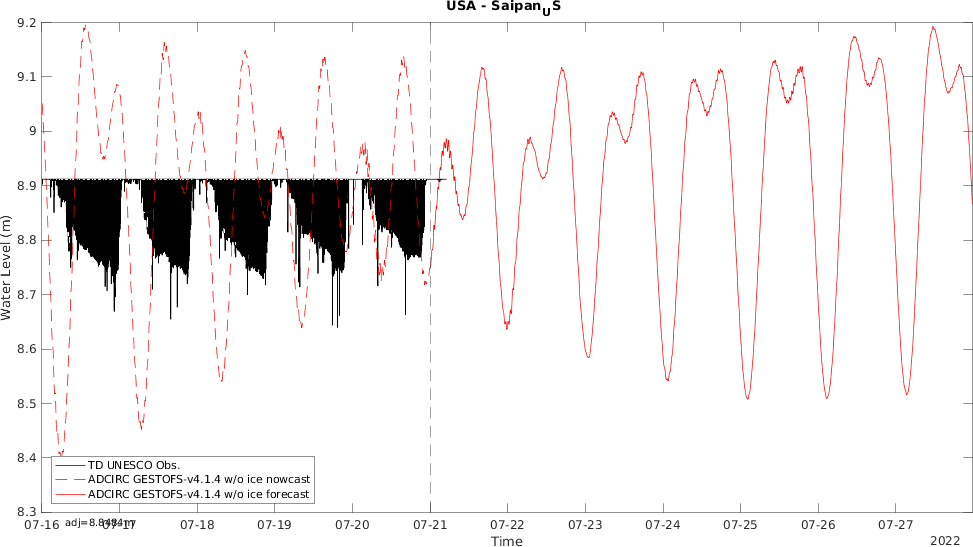 USA - Saipan_US
Water Level (m)
9.2
9.1
9
8.9
8.8
8.7
8.6
8.5
8.4
8.3
TD UNESCO Obs.
ADCIRC GESTOFS-v4.1.4 w/o ice nowcast
ADCIRC GESTOFS-v4.1.4 w/o ice forecast
07-16 07-17 07-18 07-19 07-20 07-21 07-22 07-23 07-24 07-25 07-26 07-27
Time
2022